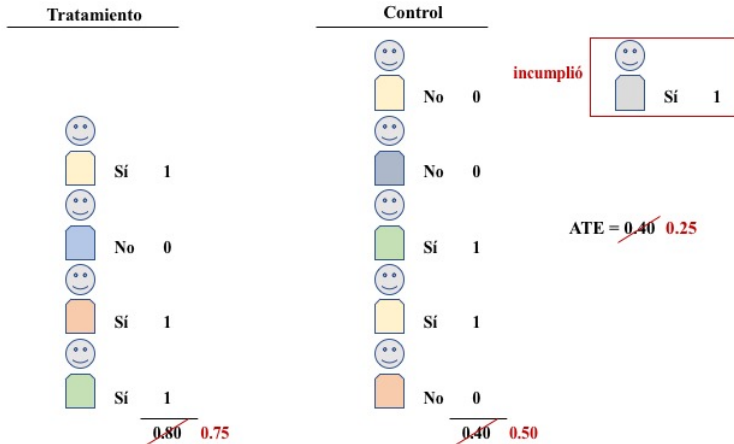 Tratamiento
Sí 1
No 0
Sí 1
Sí 1
0.80 0.75
Control
No 0
No 0
Sí 1
Sí 1
No 0
0.40 0.50
incumplió
Sí 1
ATE = 0.40 0.25